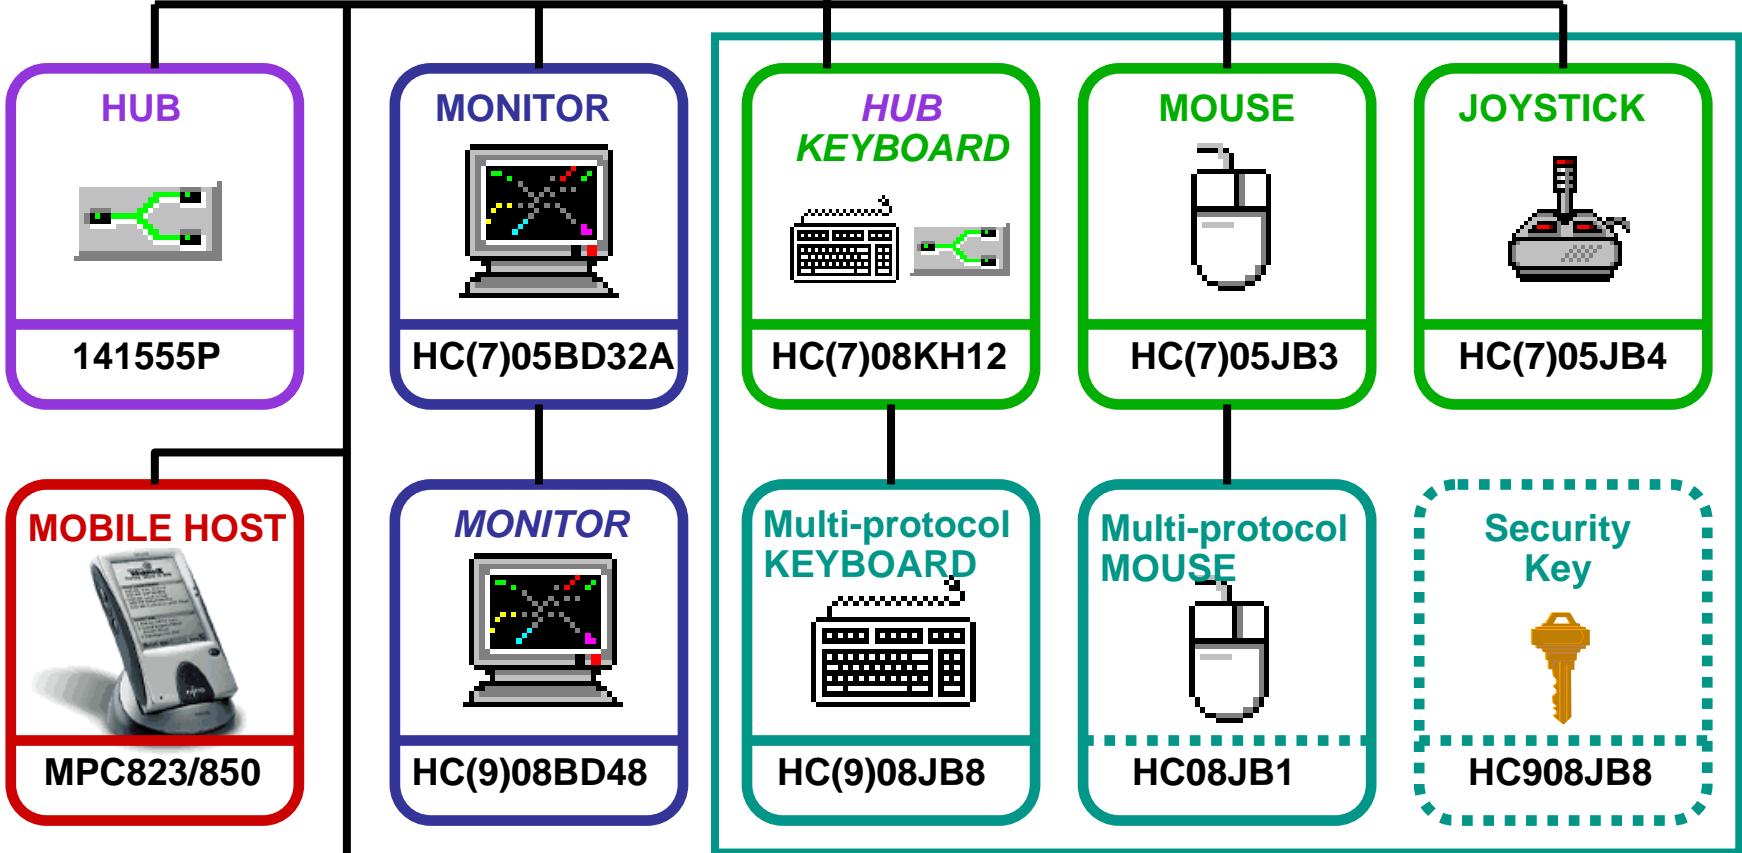 HUB
MONITOR
HUB
KEYBOARD
MOUSE
JOYSTICK
141555P
HC(7)05BD32A
HC(7)08KH12
HC(7)05JB3
HC(7)05JB4
MOBILE HOST
MONITOR
Multi-protocol
KEYBOARD
Multi-protocol
MOUSE
Security
Key
MPC823/850
HC(9)08BD48
HC(9)08JB8
HC08JB1
HC908JB8